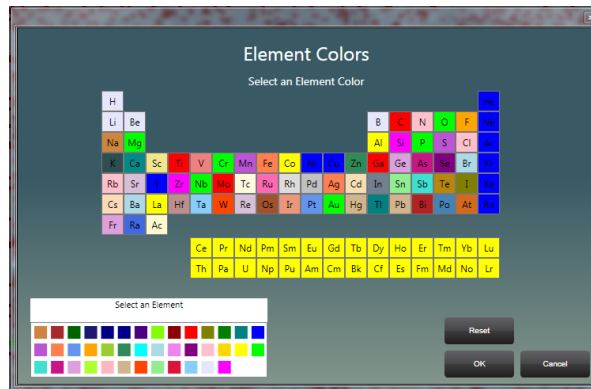 Element Colors
Select an Element Color
H He
Li Be B C N O F Ne
Na Mg Al Si P S Cl Ar
K Ca Sc Ti V Cr Mn Fe Co Ni Cu Zn Ga Ge As Se Br Kr
Rb Sr Y Zr Nb Mo Tc Ru Rh Pd Ag Cd In Sn Sb Te I Xe
Cs Ba La Hf Ta W Re Os Ir Pt Au Hg Tl Pb Bi Po At Rn
Fr Ra Ac
Ce Pr Nd Pm Sm Eu Gd Tb Dy Ho Er Tm Yb Lu
Th Pa U Np Pu Am Cm Bk Cf Es Fm Md No Lr
Select an Element
Reset
OK Cancel